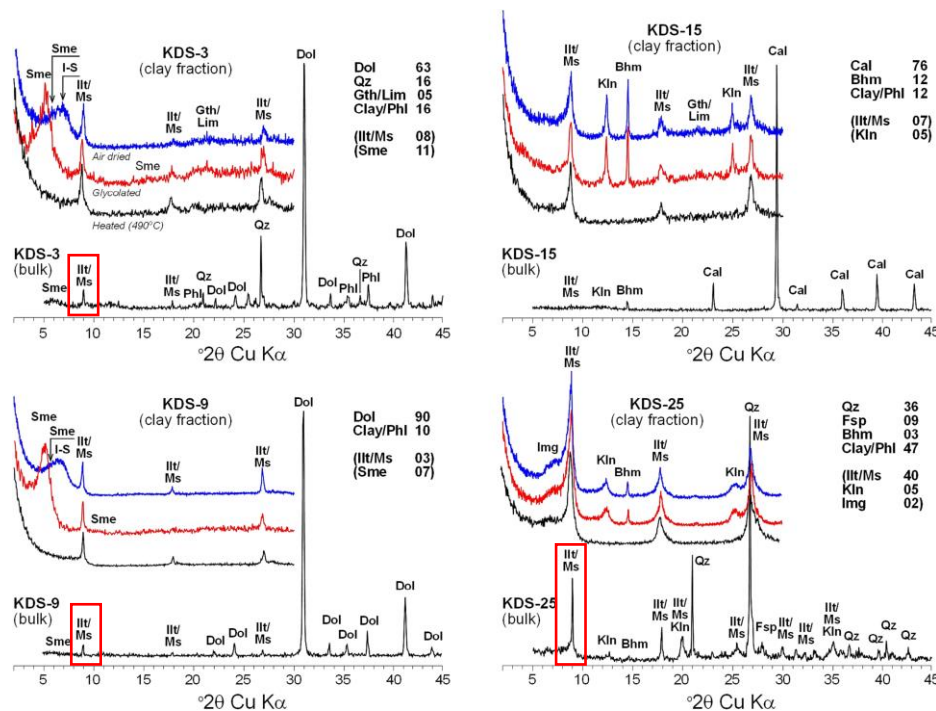 KDS-3
(clay fraction)
Sme
Sme
I-S
Ilt/
Ms
Ilt/
Ms
Gth/
Lim
Ilt/
Ms
Dol
Air dried
Sme
Glycolated
Heated (490°C)
Dol 63
Qz 16
Gth/Lim 05
Clay/Phl 16
(Ilt/Ms 08)
(Sme 11)
KDS-3
(bulk)
Sme
Ilt/
Ms
Ilt/
Ms
Phl
Qz
Dol
Dol
Qz
Dol
Phl
Qz
Phl
Dol
5 10 15 20 25 30 35 40 45
°2θ Cu Kα
KDS-15
(clay fraction)
Ilt/
Ms
Kln
Bhm
Ilt/
Ms
Gth/
Lim
Kln
Ilt/
Ms
Cal
Cal 76
Bhm 12
Clay/Phl 12
(Ilt/Ms 07)
(Kln 05)
KDS-15
(bulk)
Ilt/
Ms
Kln
Bhm
Cal
Cal
Cal
Cal
Cal
5 10 15 20 25 30 35 40 45
°2θ Cu Kα
KDS-9
(clay fraction)
Sme
Sme
I-S
Ilt/
Ms
Ilt/
Ms
Ilt/
Ms
Dol
Sme
Dol 90
Clay/Phl 10
(Ilt/Ms 03)
(Sme 07)
KDS-9
(bulk)
Sme
Ilt/
Ms
Ilt/
Ms
Dol
Dol
Ilt/
Ms
Dol
Dol
Dol
Dol
Dol
5 10 15 20 25 30 35 40 45
°2θ Cu Kα
KDS-25
(clay fraction)
Ilt/
Ms
Img
Kln
Bhm
Ilt/
Ms
Kln
Qz
Ilt/
Ms
Qz 36
Fsp 09
Bhm 03
Clay/Phl 47
(Ilt/Ms 40
Kln 05
Img 02)
KDS-25
(bulk)
Ilt/
Ms
Kln
Bhm
Ilt/
Ms
Ilt/
Ms
Kln
Qz
Ilt/
Ms
Fsp
Ilt/
Ms
Ilt/
Ms
Ilt/
Ms
Kln
Qz
Qz
Qz
Qz
5 10 15 20 25 30 35 40 45
°2θ Cu Kα